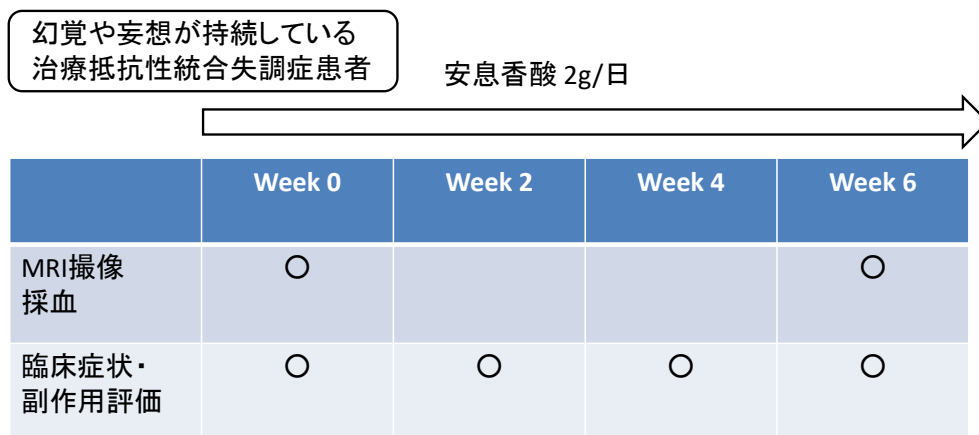 幻覚や妄想が持続している
治療抵抗性統合失調症患者
安息香酸 2g/日
Week 0 Week 2 Week 4 Week 6
MRI撮像 〇 〇
採血
臨床症状・ 〇 〇 〇 〇
副作用評価